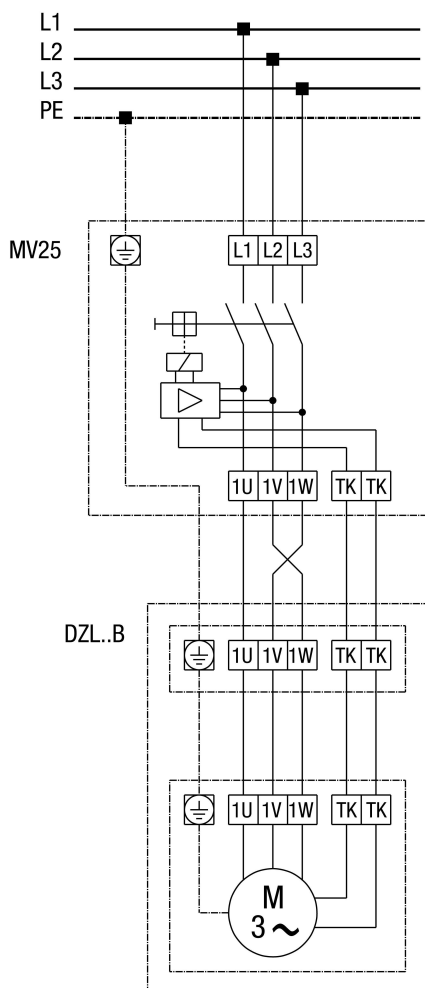 L1
L2
L3
PE
MV25
L1 L2 L3
1U 1V 1W TK TK
DZL..B
1U 1V 1W TK TK
1U 1V 1W TK TK
M
3 ~